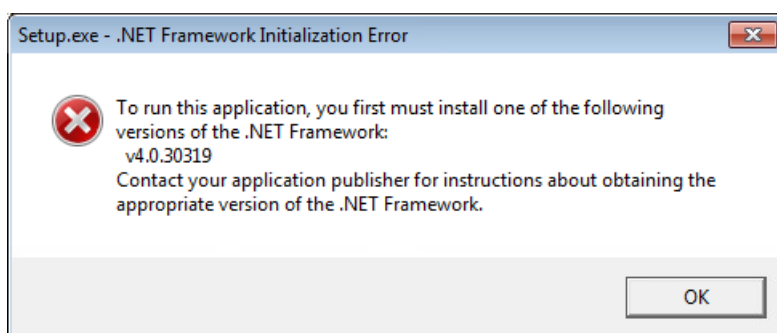 Setup.exe - .NET Framework Initialization Error
To run this application, you first must install one of the following
versions of the .NET Framework:
v4.0.30319
Contact your application publisher for instructions about obtaining the
appropriate version of the .NET Framework.
OK